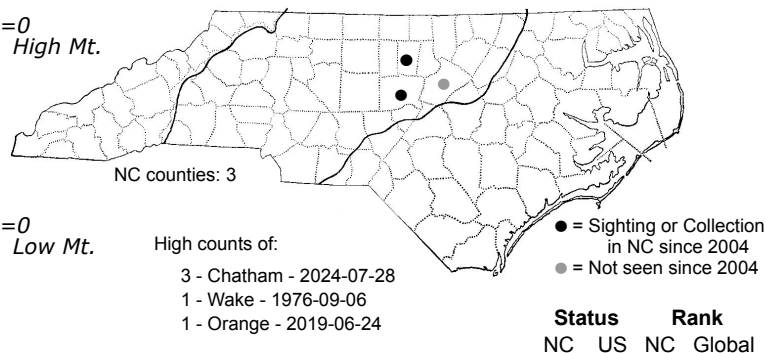 =0
High Mt.
NC counties: 3
=0
Low Mt.
High counts of:
3 - Chatham - 2024-07-28
1 - Wake - 1976-09-06
1 - Orange - 2019-06-24
= Sighting or Collection
in NC since 2004
= Not seen since 2004
Status Rank
NC US NC Global